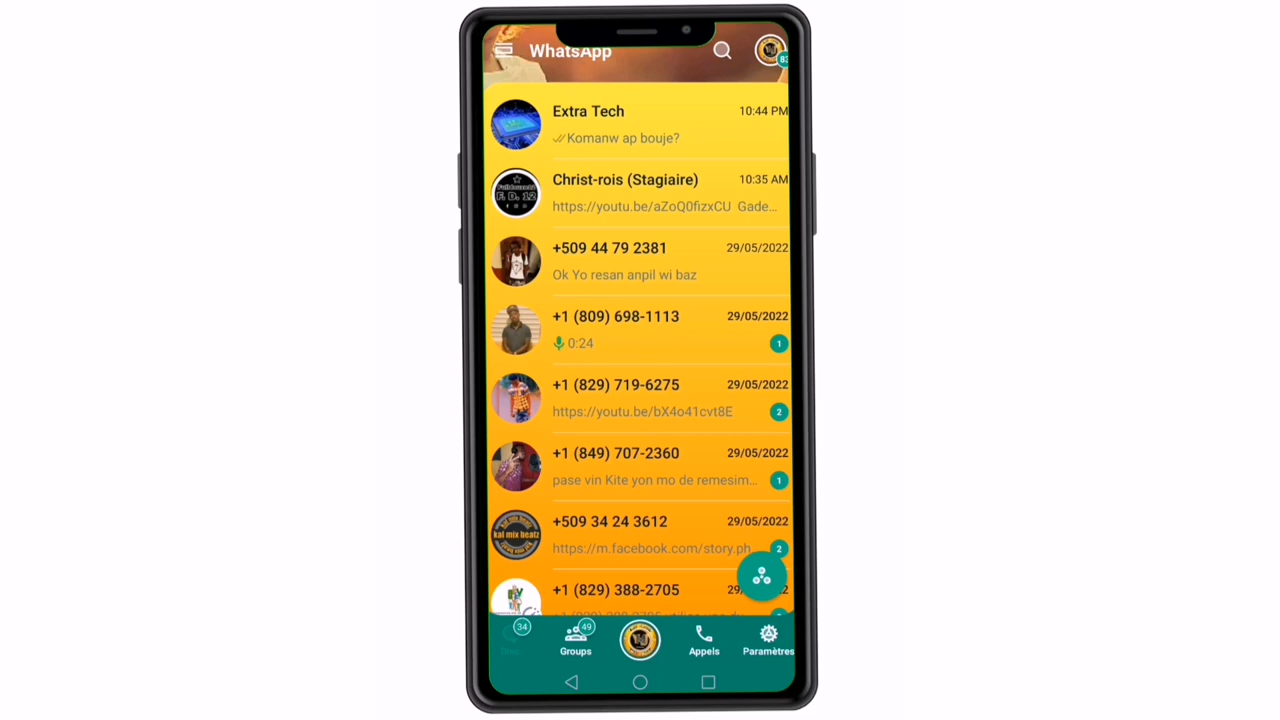 WhatsApp
83
Extra Tech
10:44 PM
Komanw ap bouje?
Christ-rois (Stagiaire)
10:35 AM
https://youtu.be/aZoQ0fizxCU Gade...
+509 44 79 2381
29/05/2022
Ok Yo resan anpil wi baz
+1 (809) 698-1113
29/05/2022
0:24
1
+1 (829) 719-6275
29/05/2022
https://youtu.be/bX4o41cvt8E
2
+1 (849) 707-2360
29/05/2022
pase vin Kite yon mo de remesim...
1
kal mix beatz
+509 34 24 3612
29/05/2022
https://m.facebook.com/story.ph...
2
+1 (829) 388-2705
34
49
Groups
Appels
Paramètres